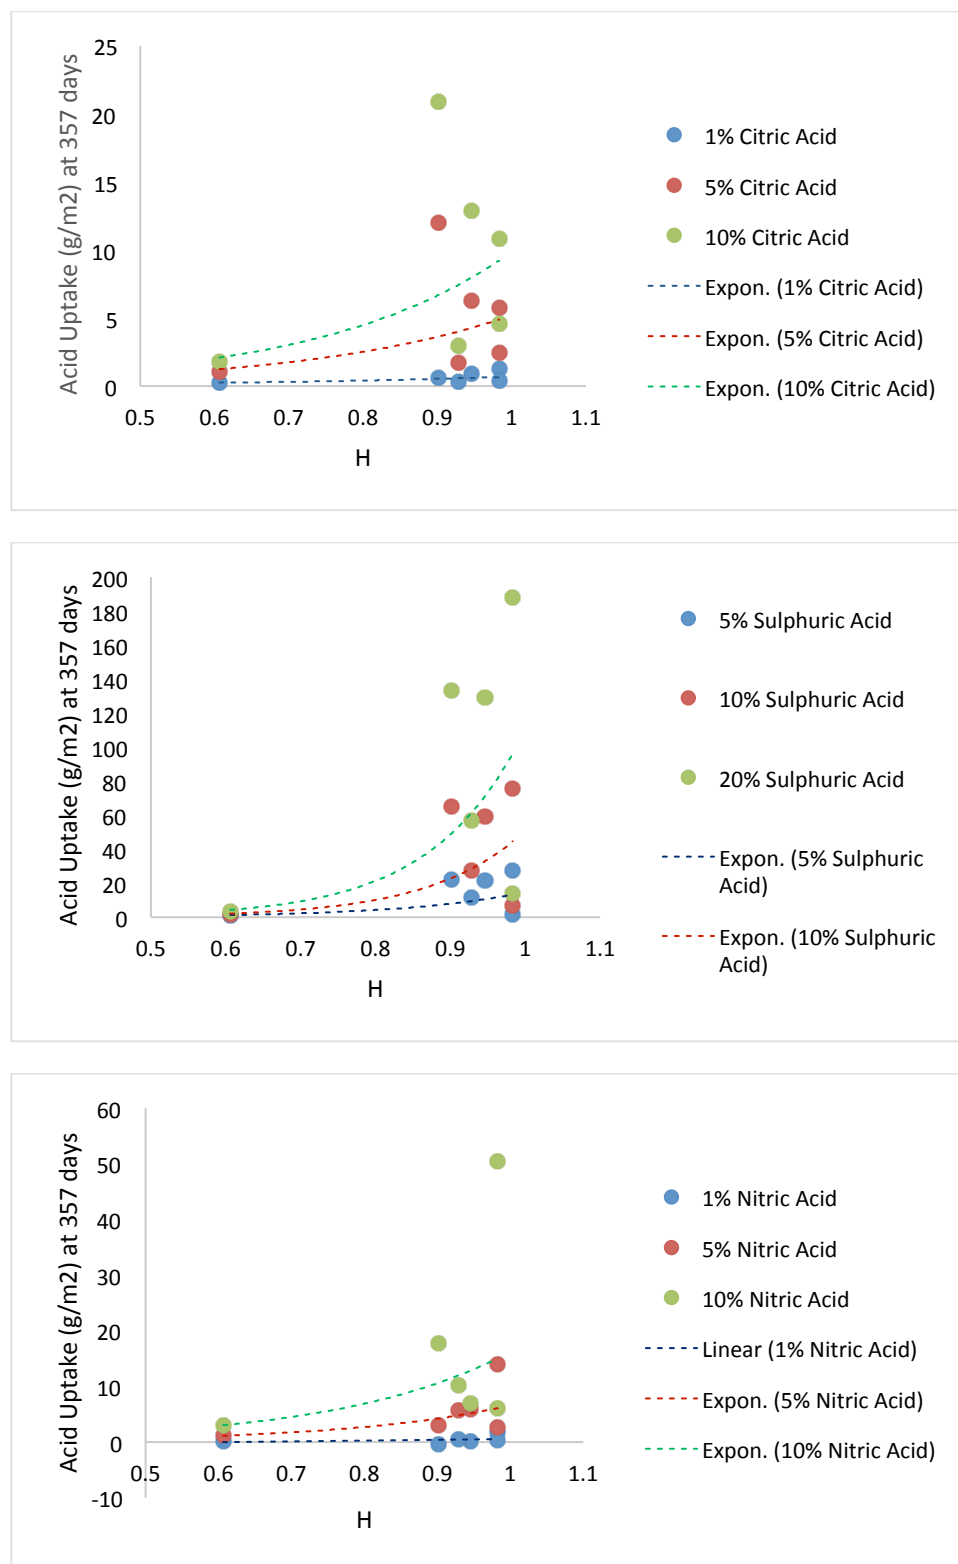 Acid Uptake (g/m2) at 357 days
25
20
15
10
5
0
0.5
0.6
0.7
0.8
0.9
1
1.1
H
1% Citric Acid
5% Citric Acid
10% Citric Acid
Expon. (1% Citric Acid)
Expon. (5% Citric Acid)
Expon. (10% Citric Acid)
Acid Uptake (g/m2) at 357 days
200
180
160
140
120
100
80
60
40
20
0
0.5
0.6
0.7
0.8
0.9
1
1.1
H
5% Sulphuric Acid
10% Sulphuric Acid
20% Sulphuric Acid
Expon. (5% Sulphuric
Acid)
Expon. (10% Sulphuric
Acid)
Acid Uptake (g/m2) at 357 days
60
50
40
30
20
10
0
-10
0.5
0.6
0.7
0.8
0.9
1
1.1
H
1% Nitric Acid
5% Nitric Acid
10% Nitric Acid
Linear (1% Nitric Acid)
Expon. (5% Nitric Acid)
Expon. (10% Nitric Acid)